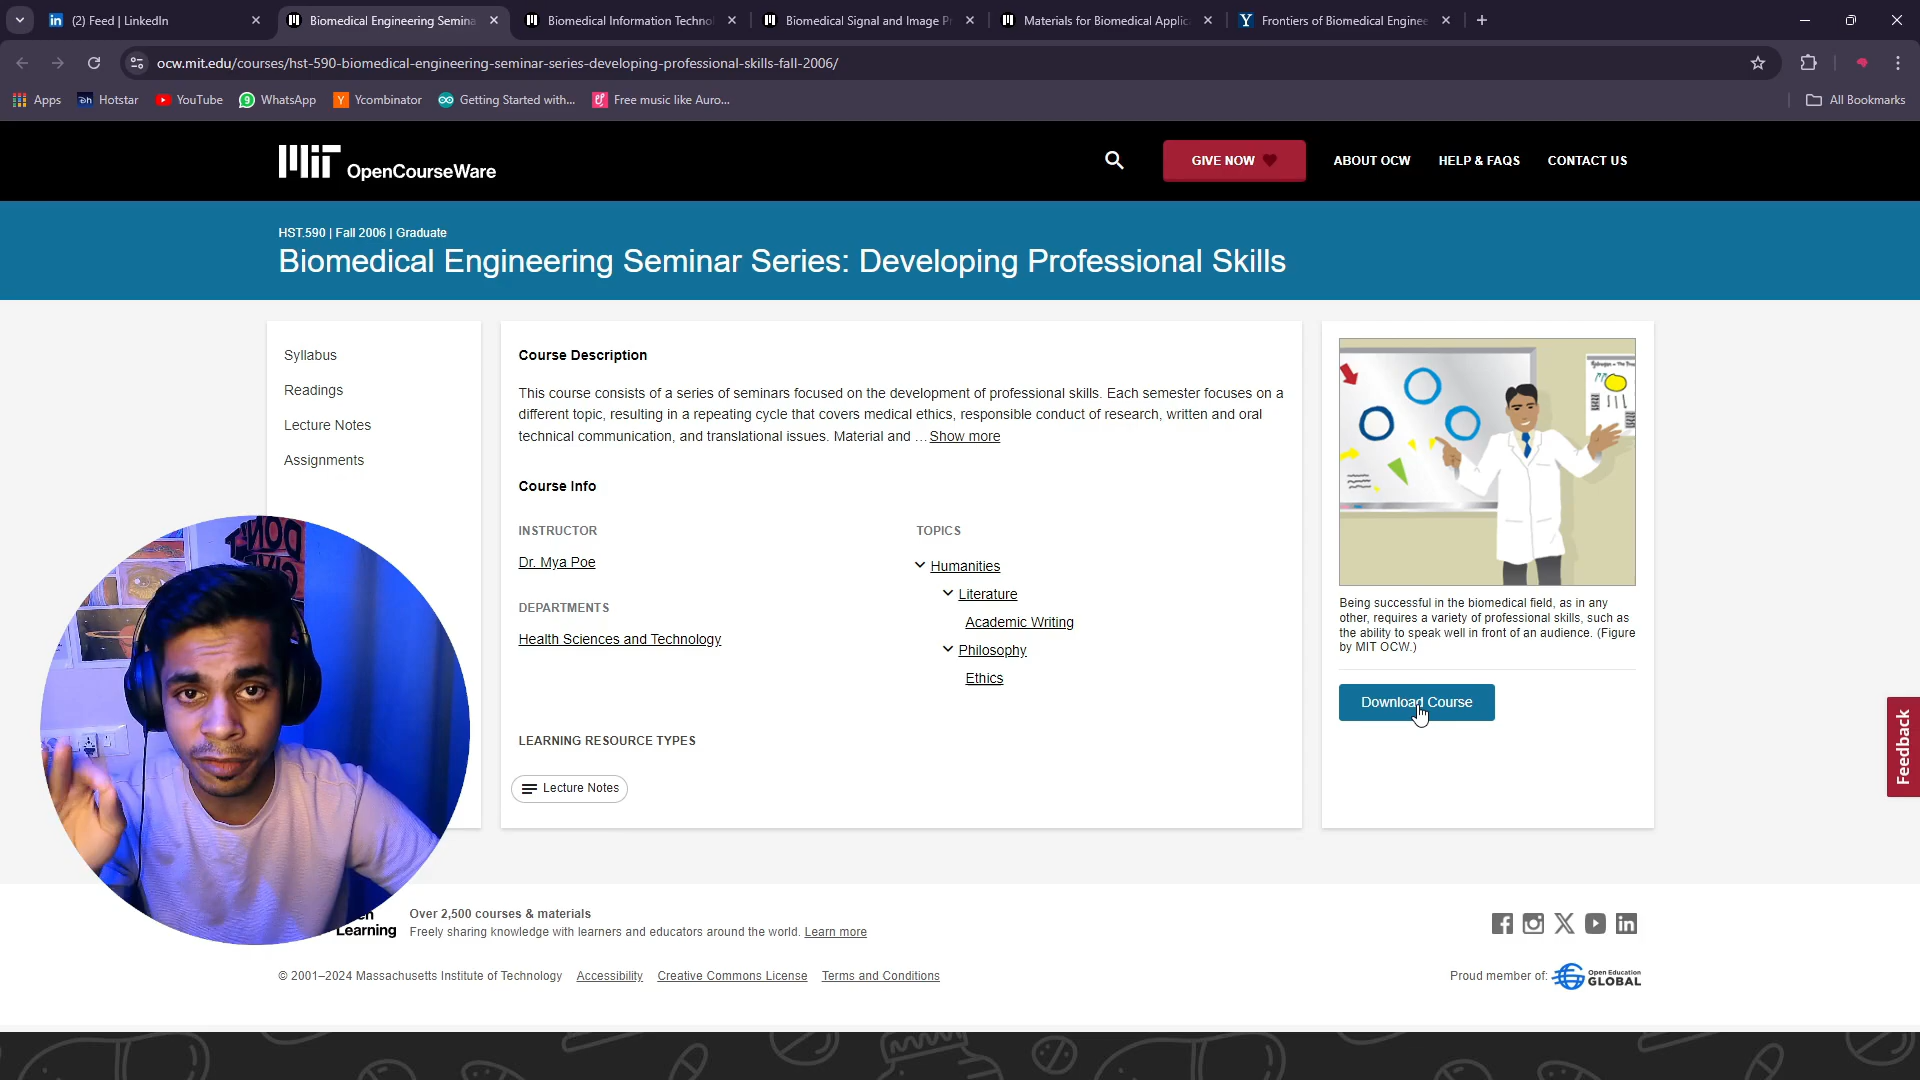 (2) Feed | LinkedIn
Biomedical Engineering Semina
Biomedical Information Technol
Biomedical Signal and Image P
Materials for Biomedical Applic
Frontiers of Biomedical Enginee
ocw.mit.edu/courses/hst-590-biomedical-engineering-seminar-series-developing-professional-skills-fall-2006/
Apps
Hotstar
YouTube
WhatsApp
Ycombinator
Getting Started with...
Free music like Auro...
All Bookmarks
MIT OpenCourseWare
GIVE NOW
ABOUT OCW
HELP & FAQS
CONTACT US
HST.590 | Fall 2006 | Graduate
Biomedical Engineering Seminar Series: Developing Professional Skills
Syllabus
Readings
Lecture Notes
Assignments
Course Description
This course consists of a series of seminars focused on the development of professional skills. Each semester focuses on a
different topic, resulting in a repeating cycle that covers medical ethics, responsible conduct of research, written and oral
technical communication, and translational issues. Material and … Show more
Course Info
INSTRUCTOR
Dr. Mya Poe
DEPARTMENTS
Health Sciences and Technology
TOPICS
Humanities
Literature
Academic Writing
Philosophy
Ethics
LEARNING RESOURCE TYPES
Lecture Notes
Being successful in the biomedical field, as in any
other, requires a variety of professional skills, such as
the ability to speak well in front of an audience. (Figure
by MIT OCW.)
Download Course
Feedback
DON'T
Learning
Over 2,500 courses & materials
Freely sharing knowledge with learners and educators around the world. Learn more
© 2001–2024 Massachusetts Institute of Technology
Accessibility
Creative Commons License
Terms and Conditions
Proud member of:
Open Education
GLOBAL